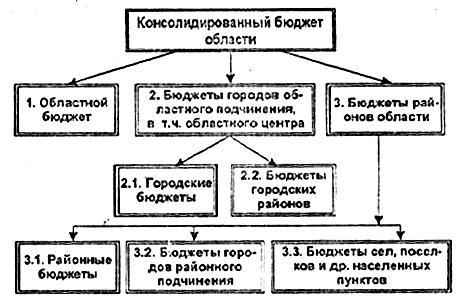 Консолидированный бюджет
области
1. Областной
бюджет
2. Бюджеты городов об-
ластного подчинения,
в т.ч. областного центра
3. Бюджеты рай-
онов области
2.1. Городские
бюджеты
2.2. Бюджеты
городских
районов
3.1. Районные
бюджеты
3.2. Бюджеты горо-
дов районного
подчинения
3.3. Бюджеты сел, посел-
ков и др. населенных
пунктов